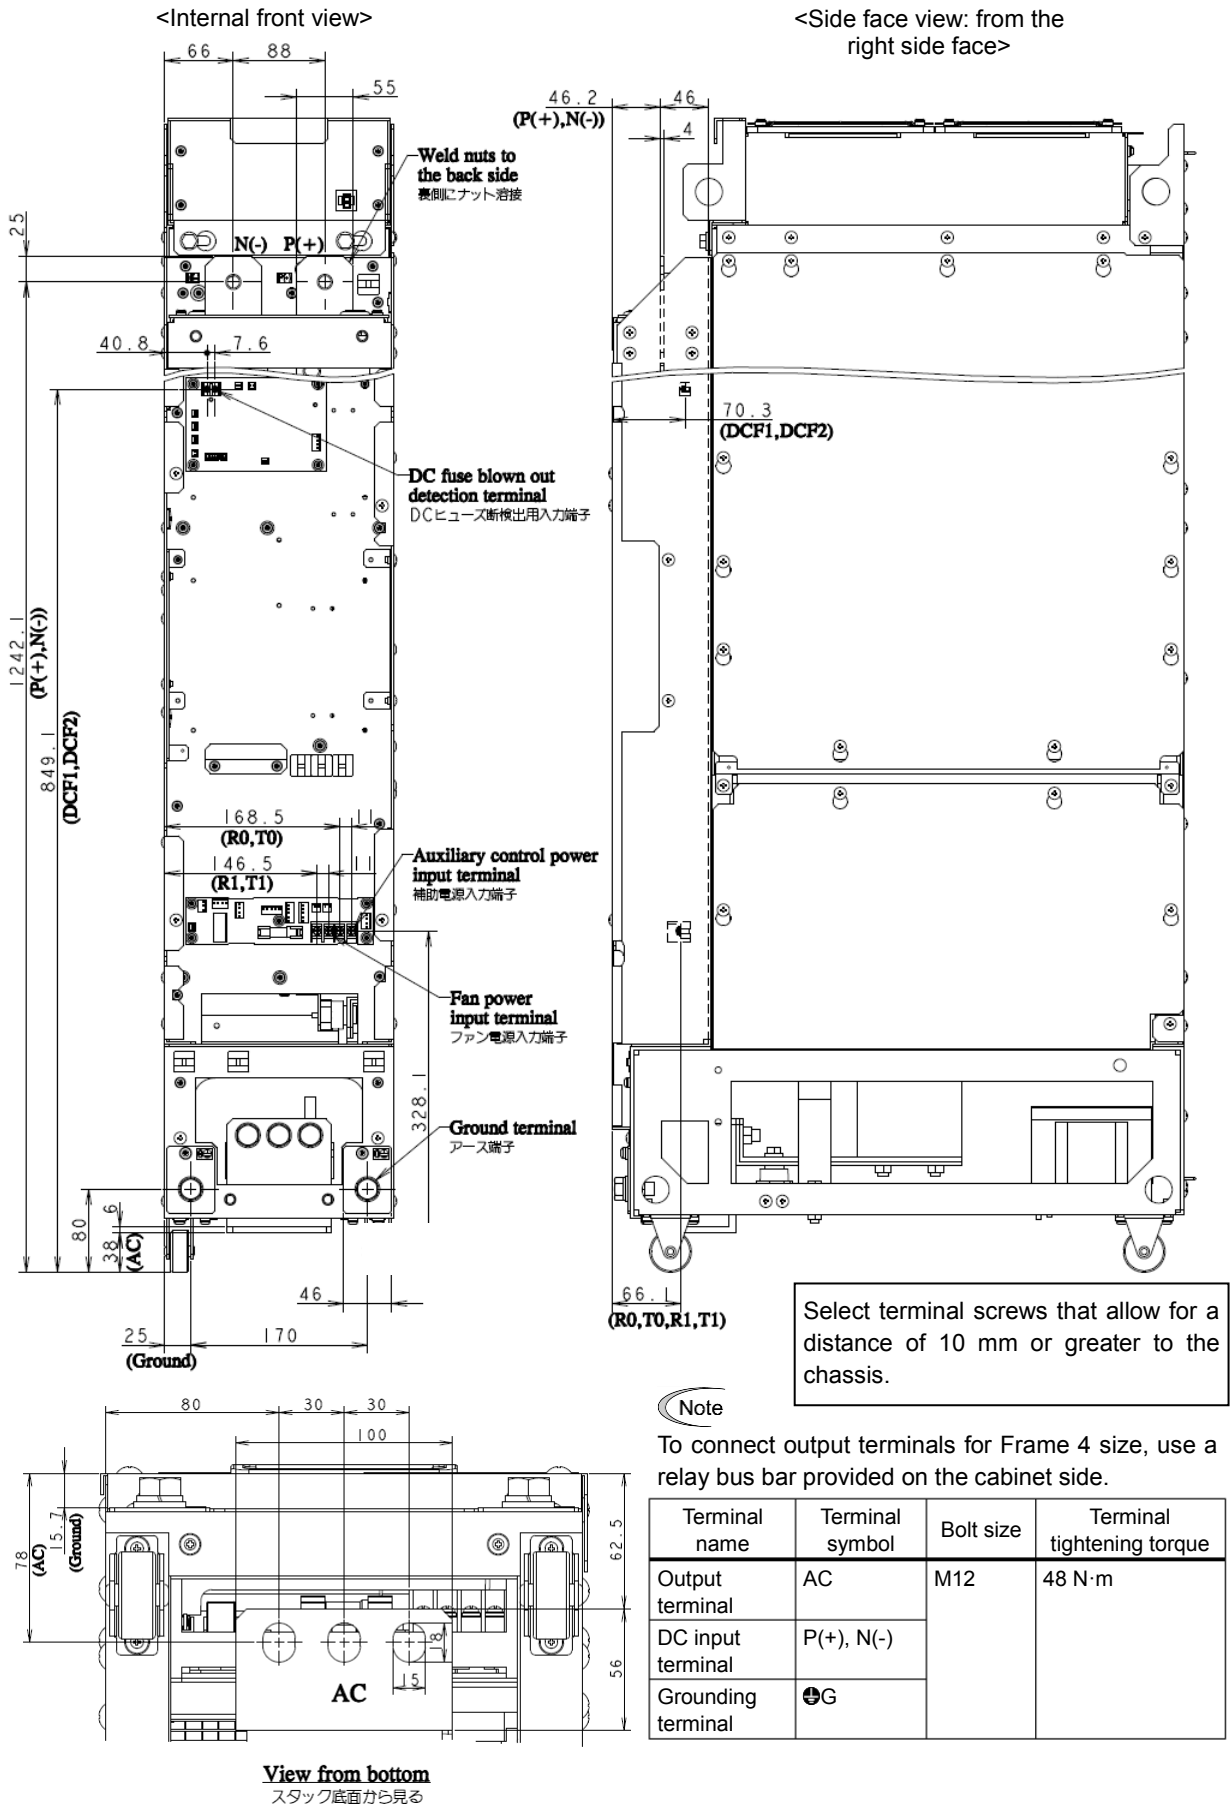 <Internal front view>
<Side face view: from the
right side face>
66
88
55
46.2
(P(+),N(-))
46
4
Weld nuts to
the back side
裏側にナット溶接
25
N(-)
P(+)
40.8
7.6
70.3
(DCF1,DCF2)
DC fuse blown out
detection terminal
DCヒューズ断検出用入力端子
1242.1
(P(+),N(-))
849.1
(DCF1,DCF2)
168.5
11
(R0,T0)
146.5
11
(R1,T1)
Auxiliary control power
input terminal
補助電源入力端子
Fan power
input terminal
ファン電源入力端子
328.1
Ground terminal
アース端子
80
6
38
(AC)
46
25
(Ground)
170
66.1
(R0,T0,R1,T1)
Select terminal screws that allow for a
distance of 10 mm or greater to the
chassis.
Note
To connect output terminals for Frame 4 size, use a
relay bus bar provided on the cabinet side.
80
30
30
100
78
(AC)
15.7
(Ground)
62.5
56
18
15
AC
View from bottom
スタック底面から見る
Terminal name
Terminal symbol
Bolt size
Terminal tightening torque
Output terminal
AC
M12
48 N·m
DC input terminal
P(+), N(-)
Grounding terminal
G